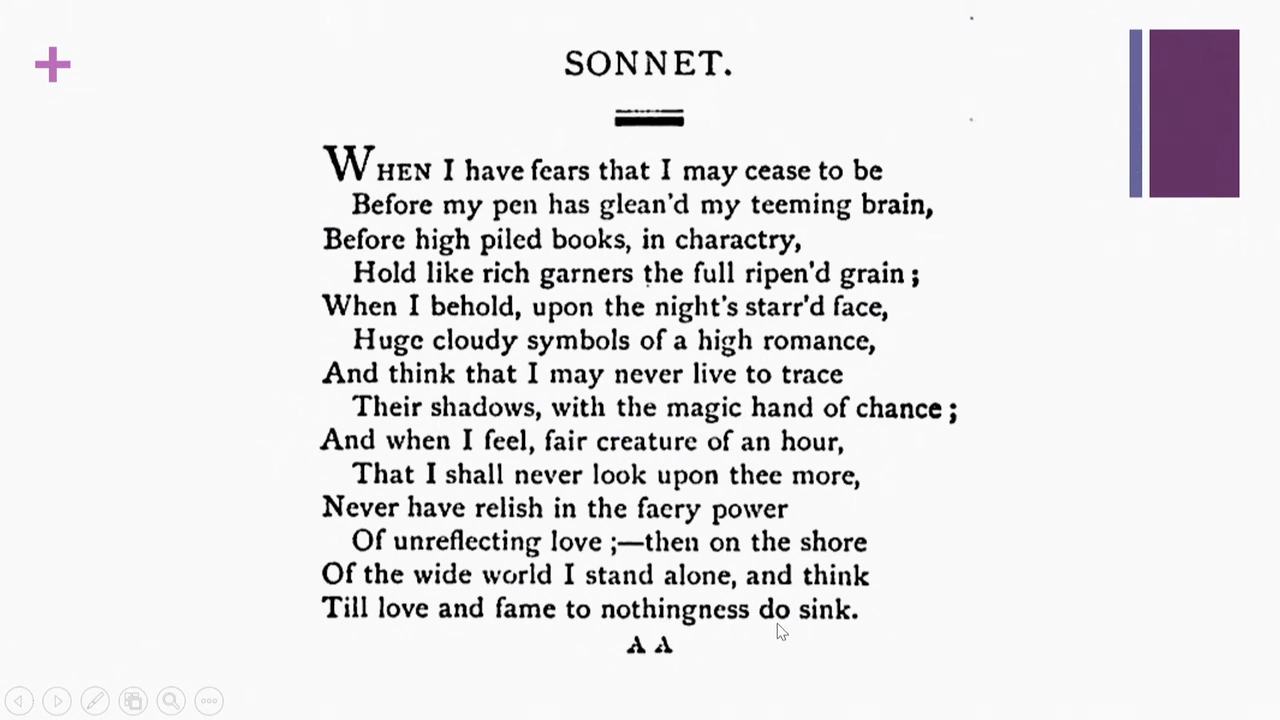 SONNET.
WHEN I have fears that I may cease to be
Before my pen has glean'd my teeming brain,
Before high piled books, in charactry,
Hold like rich garners the full ripen'd grain;
When I behold, upon the night's starr'd face,
Huge cloudy symbols of a high romance,
And think that I may never live to trace
Their shadows, with the magic hand of chance;
And when I feel, fair creature of an hour,
That I shall never look upon thee more,
Never have relish in the faery power
Of unreflecting love;—then on the shore
Of the wide world I stand alone, and think
Till love and fame to nothingness do sink.
A A